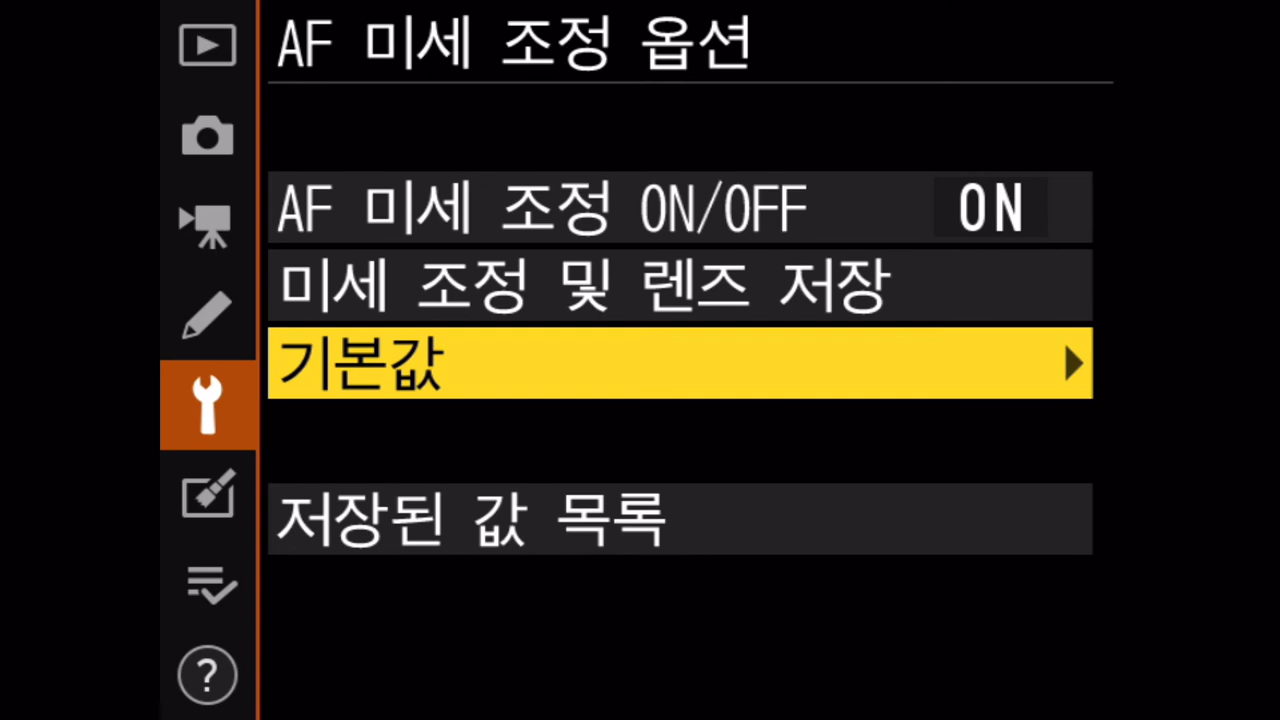 AF 미세 조정 옵션
AF 미세 조정 ON/OFF ON
미세 조정 및 렌즈 저장
기본값
저장된 값 목록
?